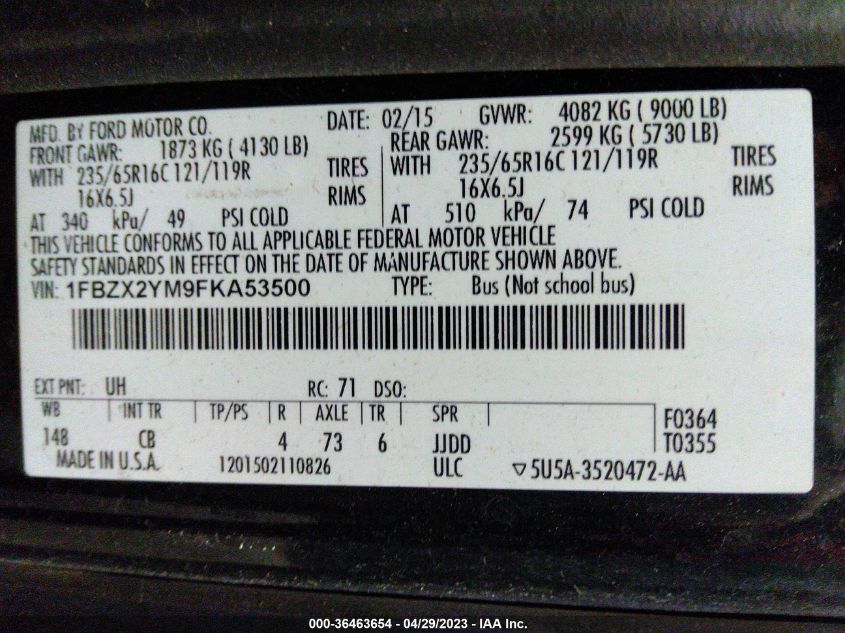 MFD. BY FORD MOTOR CO. DATE: 02/15 GVWR: 4082 KG ( 9000 LB)
FRONT GAWR: 1873 KG ( 4130 LB) REAR GAWR: 2599 KG ( 5730 LB)
WITH 235/65R16C 121/119R TIRES WITH 235/65R16C 121/119R TIRES
16X6.5J RIMS 16X6.5J RIMS
AT 340 kPa/ 49 PSI COLD AT 510 kPa/ 74 PSI COLD
THIS VEHICLE CONFORMS TO ALL APPLICABLE FEDERAL MOTOR VEHICLE
SAFETY STANDARDS IN EFFECT ON THE DATE OF MANUFACTURE SHOWN ABOVE.
VIN: 1FBZX2YM9FKA53500 TYPE: Bus (Not school bus)
EXT PNT: UH RC: 71 DSO:
WB INT TR TP/PS R AXLE TR SPR F0364
148 CB 4 73 6 JJDD T0355
MADE IN U.S.A. 1201502110826 ULC ▽5U5A-3520472-AA
000-36463654 - 04/29/2023 - IAA Inc.